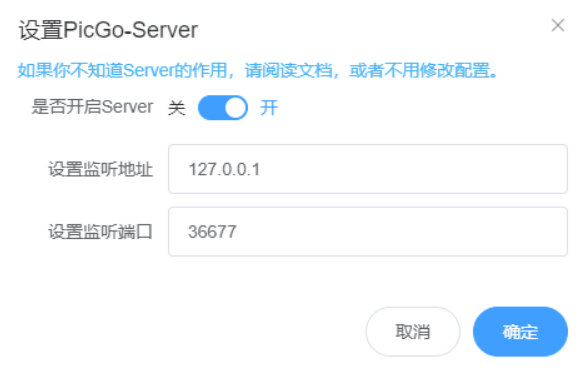 设置PicGo-Server
如果你不知道Server的作用，请阅读文档，或者不用修改配置。
是否开启Server 关 开
设置监听地址 127.0.0.1
设置监听端口 36677
取消 确定